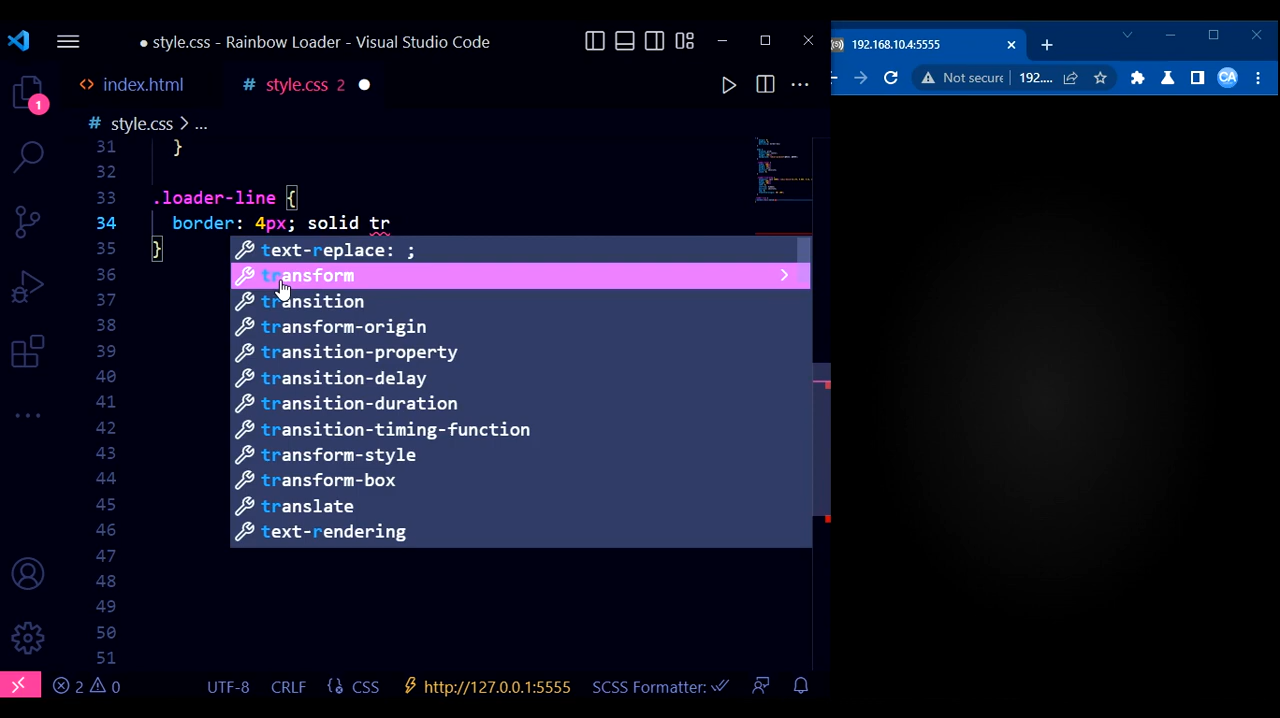 ● style.css - Rainbow Loader - Visual Studio Code
192.168.10.4:5555
<> index.html
# style.css 2 ●
Not secure
192....
CA
1
# style.css > ...
31 }
32
33 .loader-line {
34 border: 4px; solid tr
35 }
text-replace: ;
36
transform
37
transition
38
transform-origin
39
transition-property
40
transition-delay
41
transition-duration
42
transition-timing-function
43
transform-style
44
transform-box
45
translate
46
text-rendering
47
48
49
50
51
2 0
UTF-8
CRLF
CSS
http://127.0.0.1:5555
SCSS Formatter: